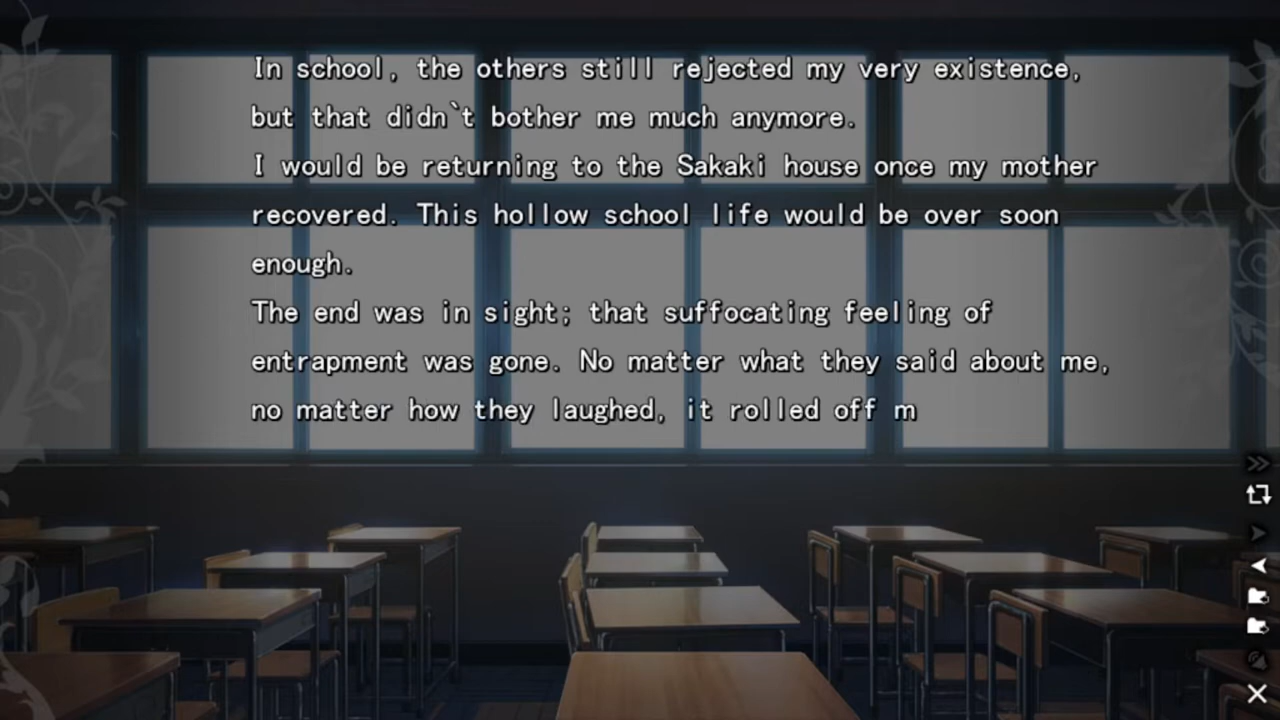 In school, the others still rejected my very existence,
but that didn`t bother me much anymore.
I would be returning to the Sakaki house once my mother
recovered. This hollow school life would be over soon
enough.
The end was in sight; that suffocating feeling of
entrapment was gone. No matter what they said about me,
no matter how they laughed, it rolled off m